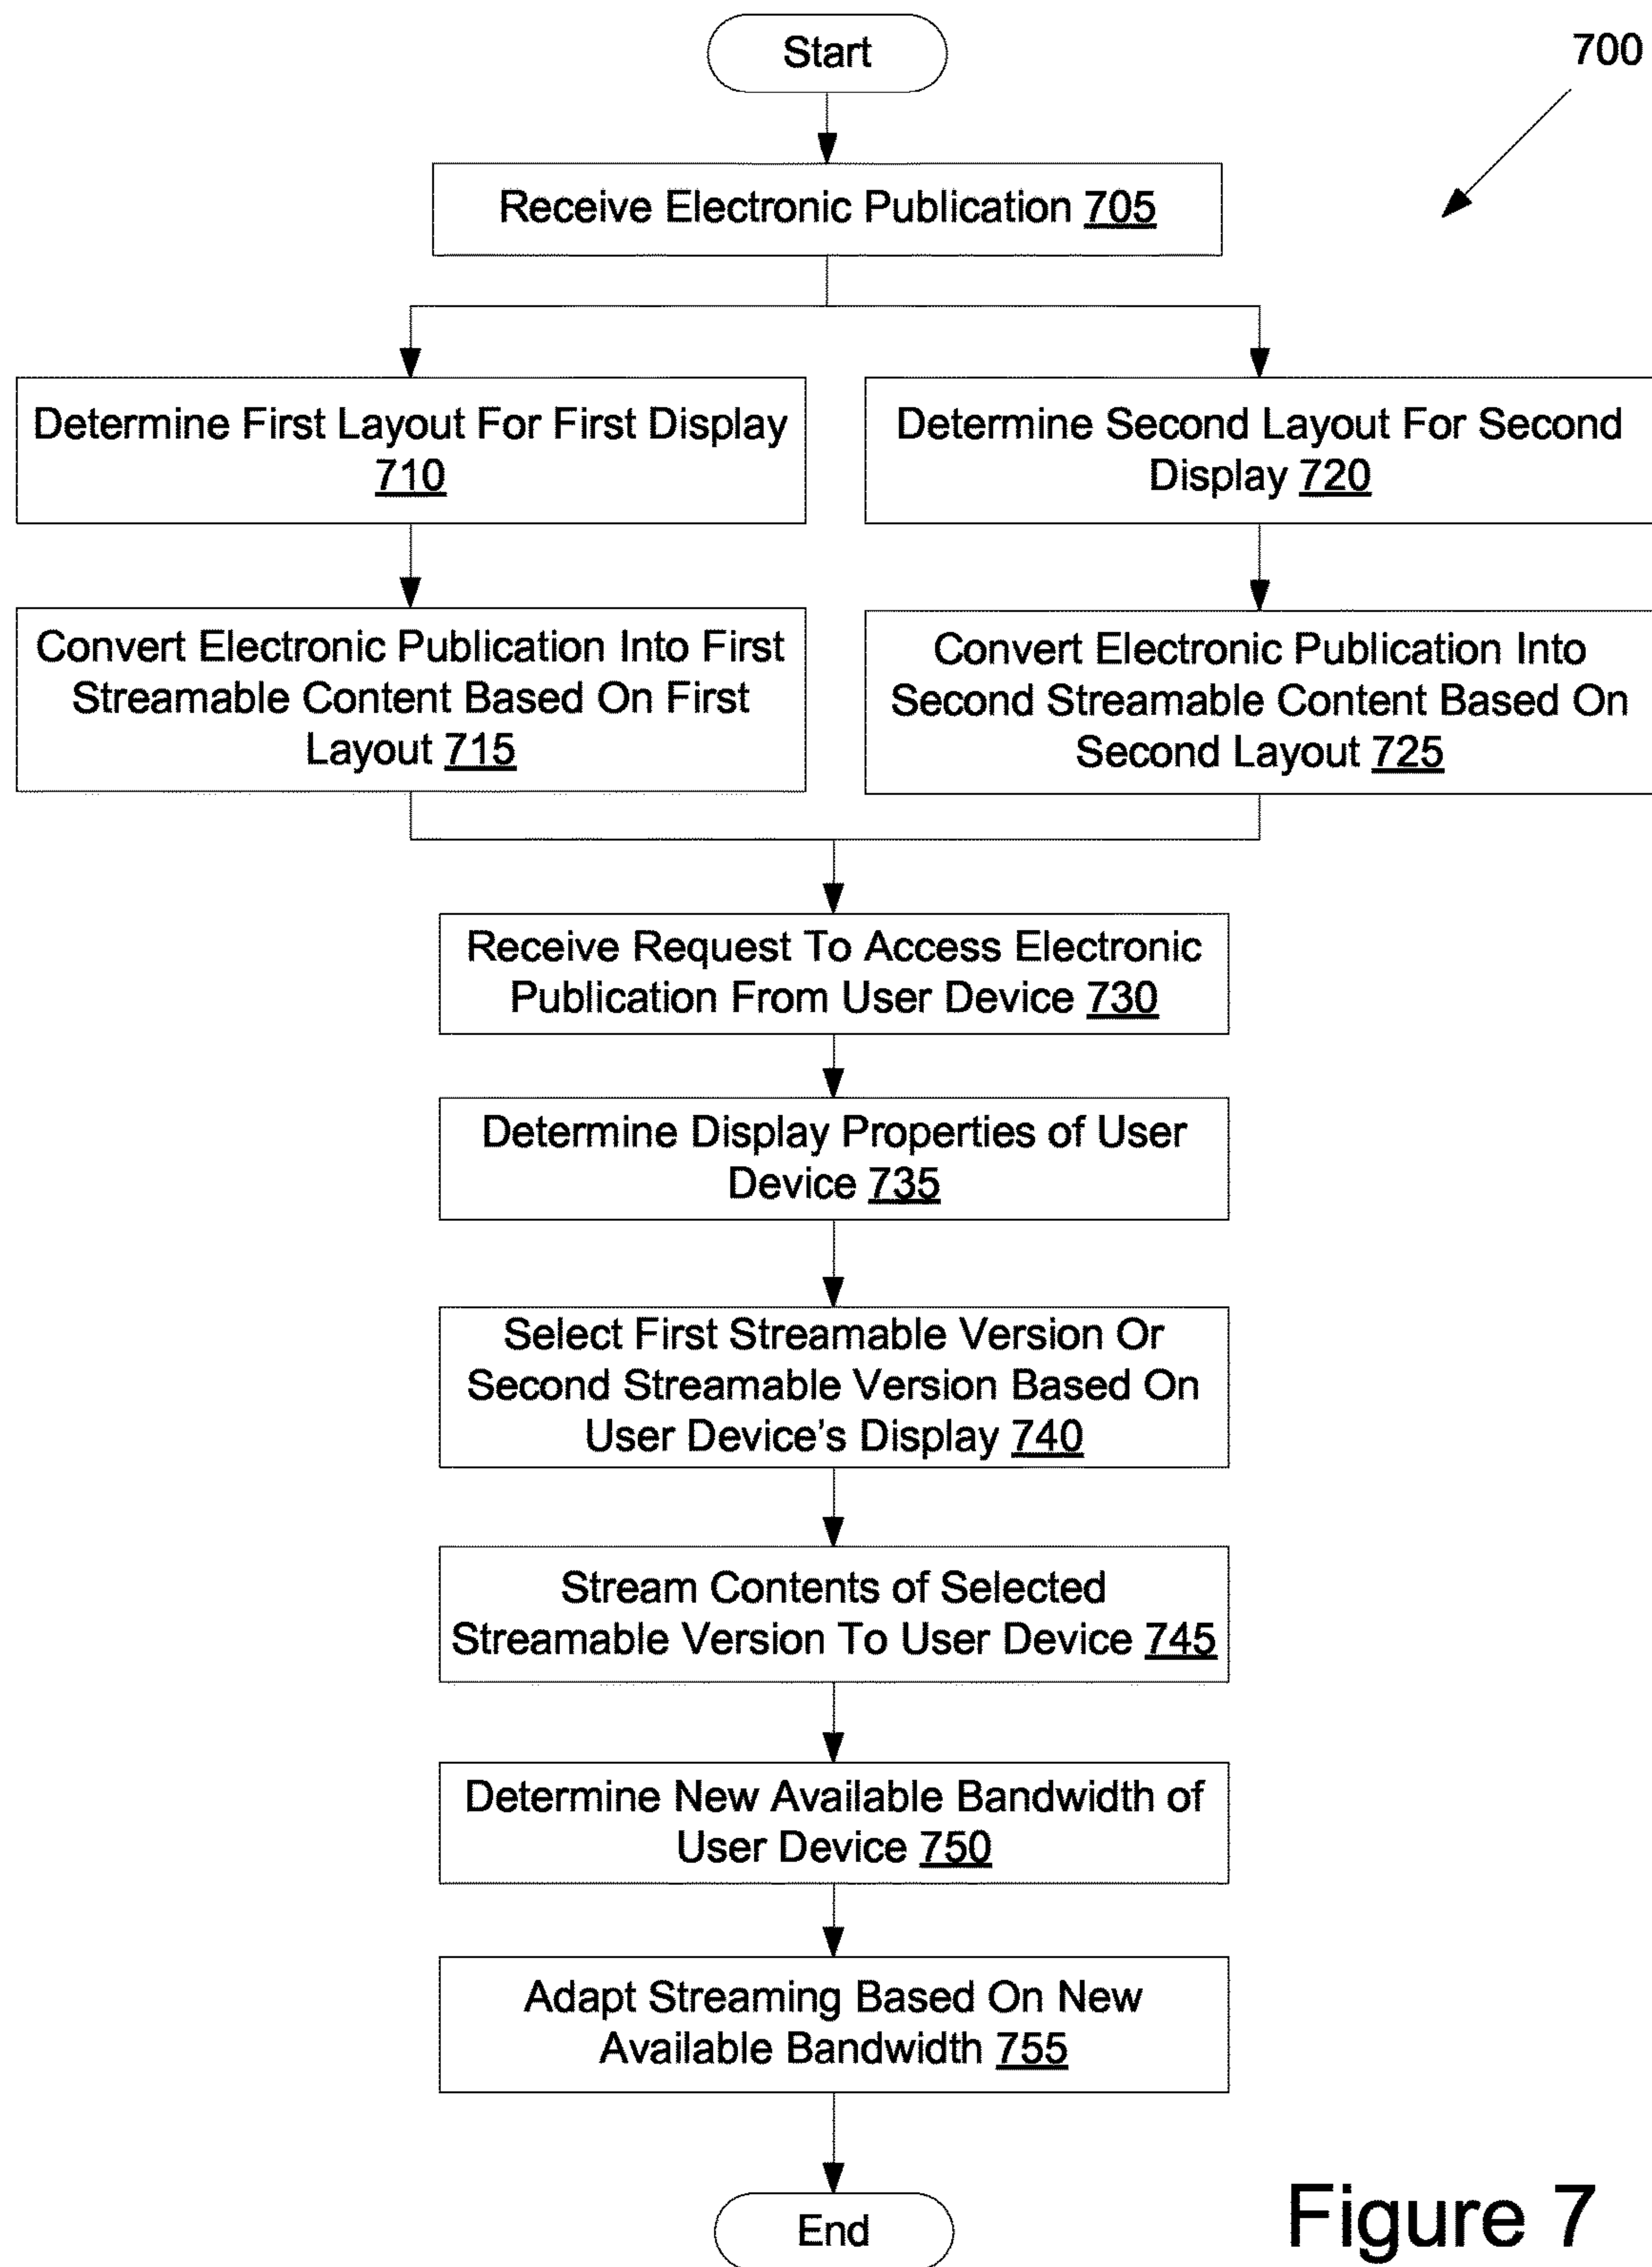 Start
700
Receive Electronic Publication 705
Determine First Layout For First Display
710
Determine Second Layout For Second
Display 720
Convert Electronic Publication Into First
Streamable Content Based On First
Layout 715
Convert Electronic Publication Into
Second Streamable Content Based On
Second Layout 725
Receive Request To Access Electronic
Publication From User Device 730
Determine Display Properties of User
Device 735
Select First Streamable Version Or
Second Streamable Version Based On
User Device's Display 740
Stream Contents of Selected
Streamable Version To User Device 745
Determine New Available Bandwidth of
User Device 750
Adapt Streaming Based On New
Available Bandwidth 755
End
Figure 7